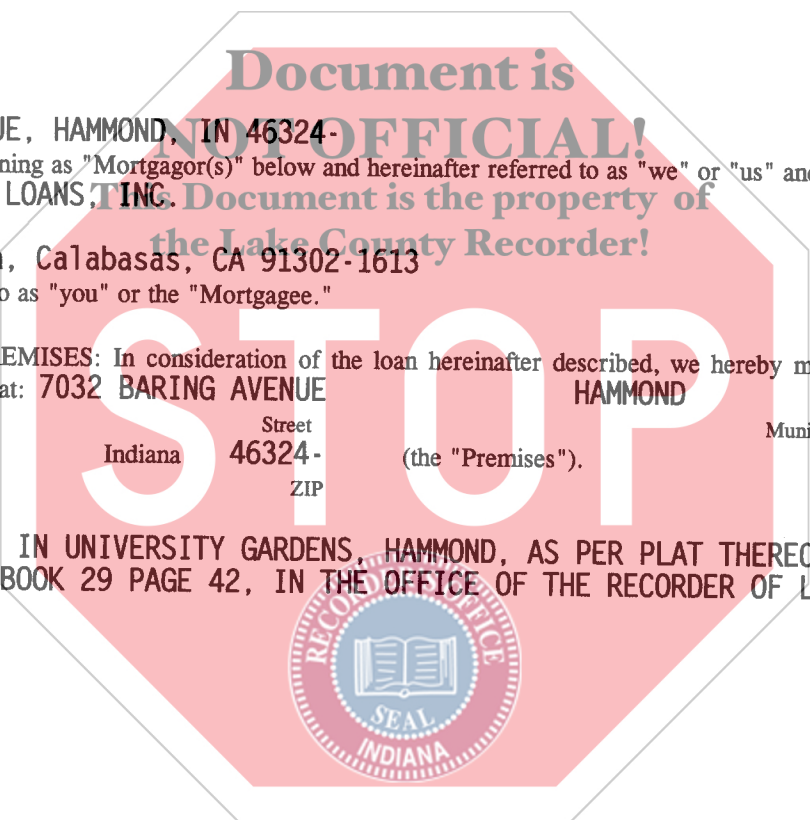 Document is
NOT OFFICIAL!
This Document is the property of
the Lake County Recorder!
STOP
UE, HAMMOND, IN 46324-
ning as "Mortgagor(s)" below and hereinafter referred to as "we" or "us" and
LOANS, INC.
, Calabasas, CA 91302-1613
o as "you" or the "Mortgagee."
EMISES: In consideration of the loan hereinafter described, we hereby m
at: 7032 BARING AVENUE HAMMOND
Street Muni
Indiana 46324- (the "Premises").
ZIP
IN UNIVERSITY GARDENS, HAMMOND, AS PER PLAT THEREO
BOOK 29 PAGE 42, IN THE OFFICE OF THE RECORDER OF L
RECORDER'S OFFICE
SEAL
INDIANA